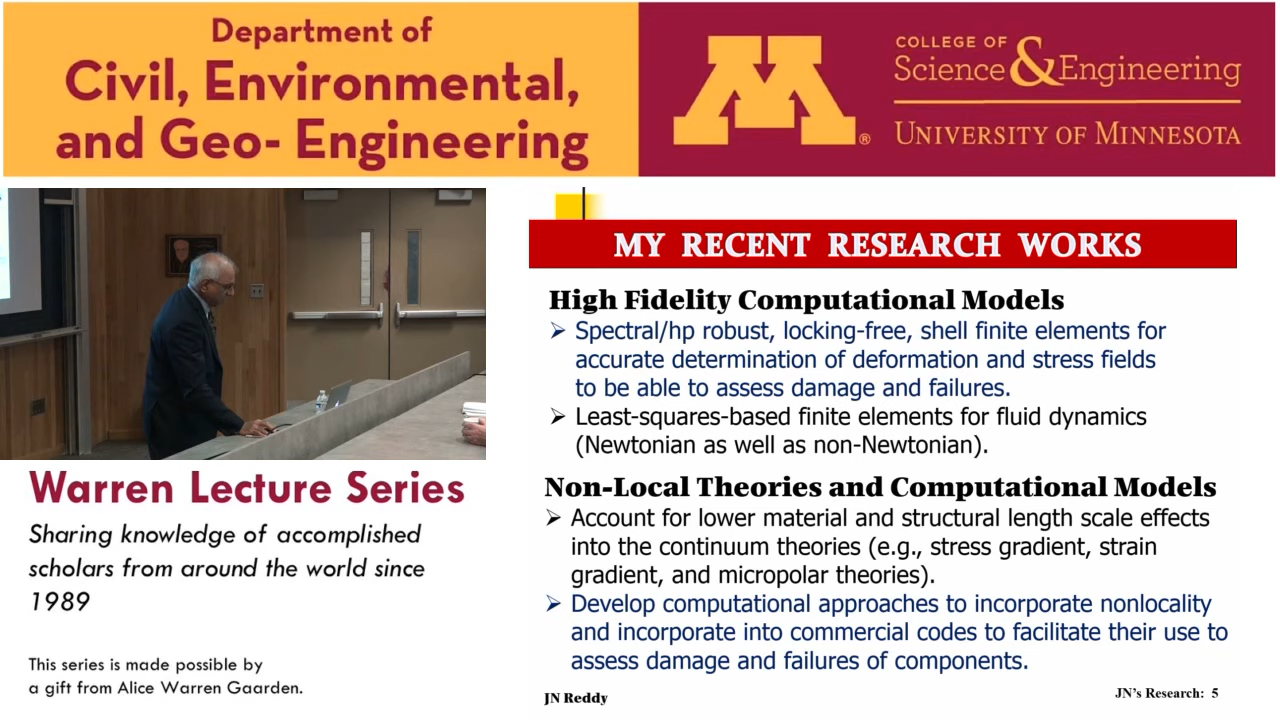 Department of
Civil, Environmental,
and Geo- Engineering
M®
COLLEGE OF
Science & Engineering
UNIVERSITY OF MINNESOTA
MY RECENT RESEARCH WORKS
High Fidelity Computational Models
➢ Spectral/hp robust, locking-free, shell finite elements for
accurate determination of deformation and stress fields
to be able to assess damage and failures.
➢ Least-squares-based finite elements for fluid dynamics
(Newtonian as well as non-Newtonian).
Non-Local Theories and Computational Models
➢ Account for lower material and structural length scale effects
into the continuum theories (e.g., stress gradient, strain
gradient, and micropolar theories).
➢ Develop computational approaches to incorporate nonlocality
and incorporate into commercial codes to facilitate their use to
assess damage and failures of components.
JN Reddy
JN's Research: 5
Warren Lecture Series
Sharing knowledge of accomplished
scholars from around the world since
1989
This series is made possible by
a gift from Alice Warren Gaarden.